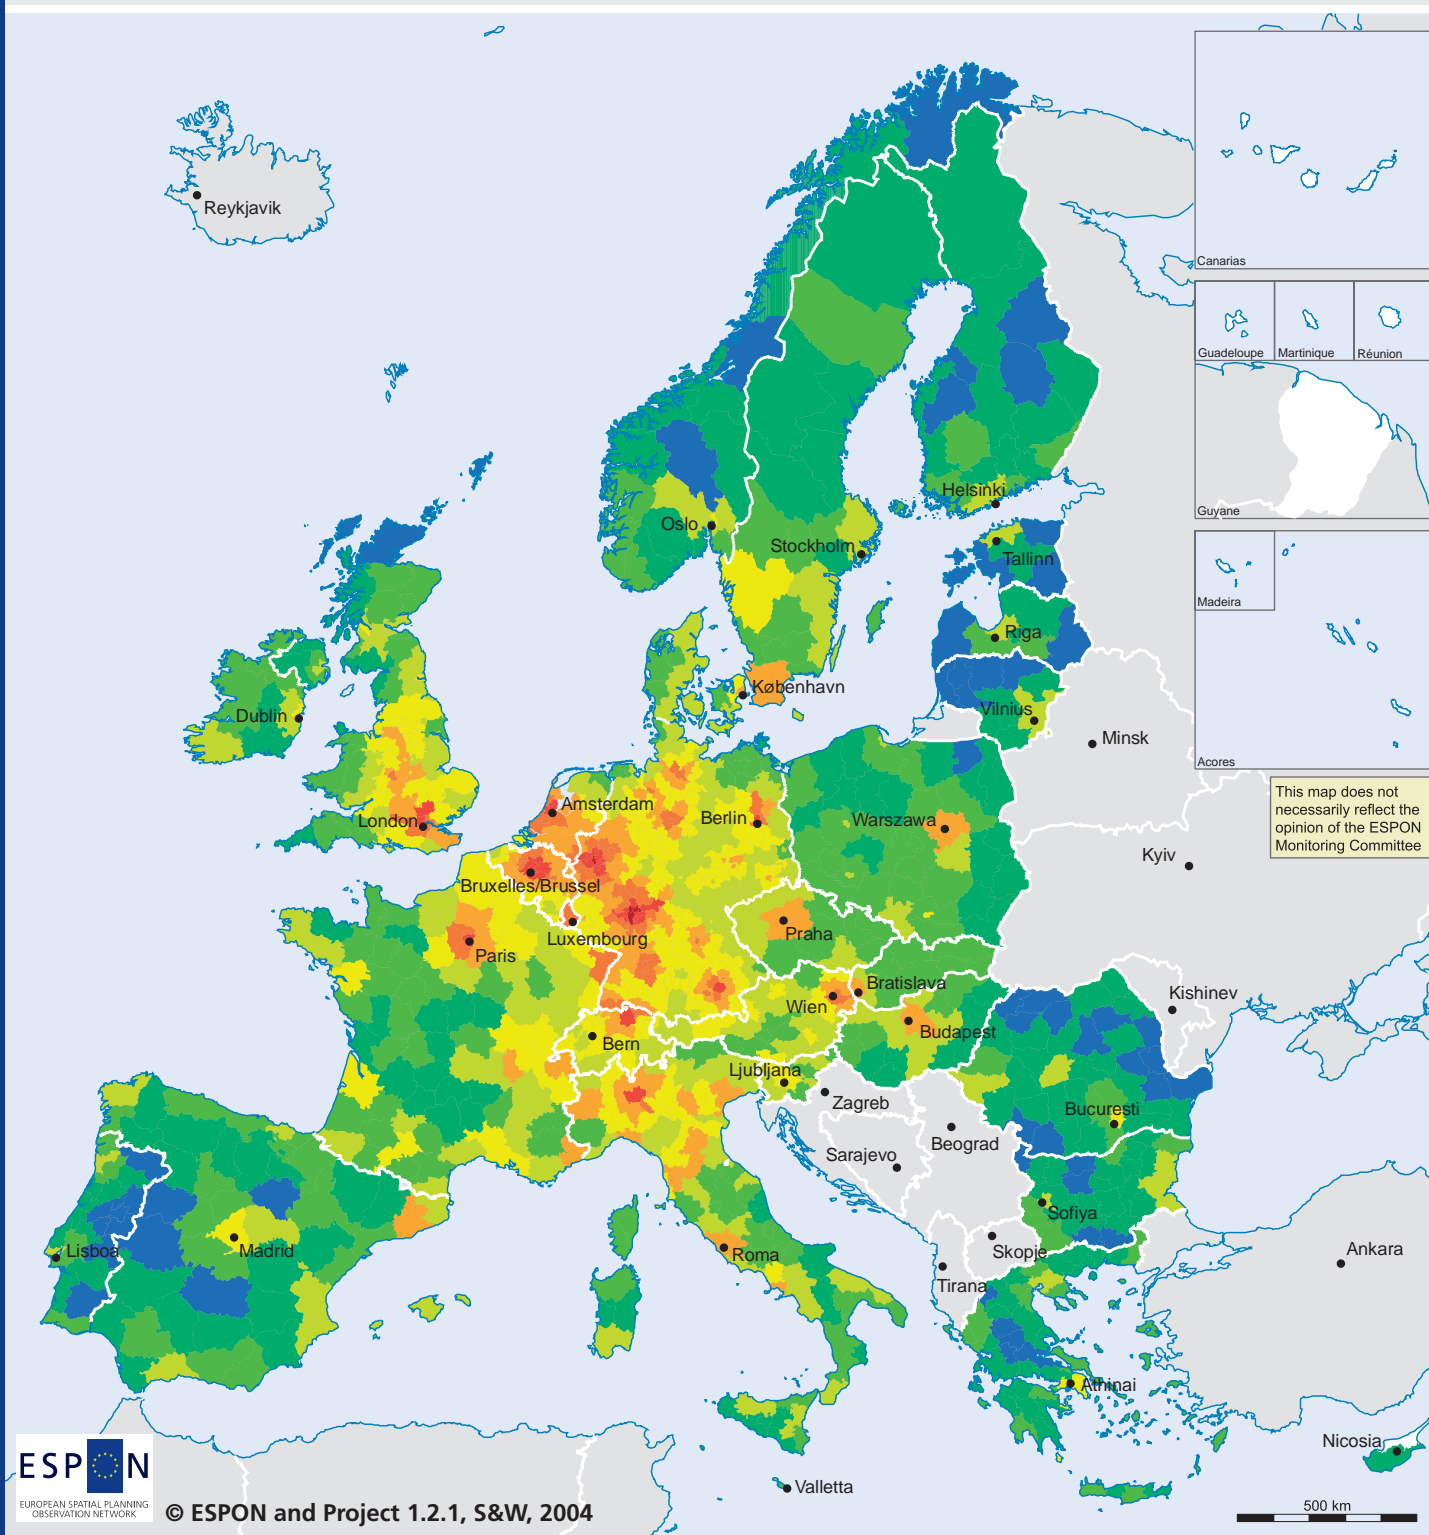 Reykjavik
Canarias
Guadeloupe
Martinique
Réunion
Guyane
Madeira
Acores
This map does not
necessarily reflect the
opinion of the ESPON
Monitoring Committee
Helsinki
Oslo
Stockholm
Tallinn
Riga
København
Vilnius
Minsk
Dublin
Amsterdam
London
Berlin
Warszawa
Kyiv
Bruxelles/Brussel
Luxembourg
Praha
Paris
Bratislava
Wien
Kishinev
Budapest
Bern
Ljubljana
Zagreb
Bucuresti
Beograd
Sarajevo
Sofiya
Skopje
Ankara
Lisboa
Madrid
Roma
Tirana
Athinai
Nicosia
Valletta
ESPON
EUROPEAN SPATIAL PLANNING
OBSERVATION NETWORK
© ESPON and Project 1.2.1, S&W, 2004
500 km